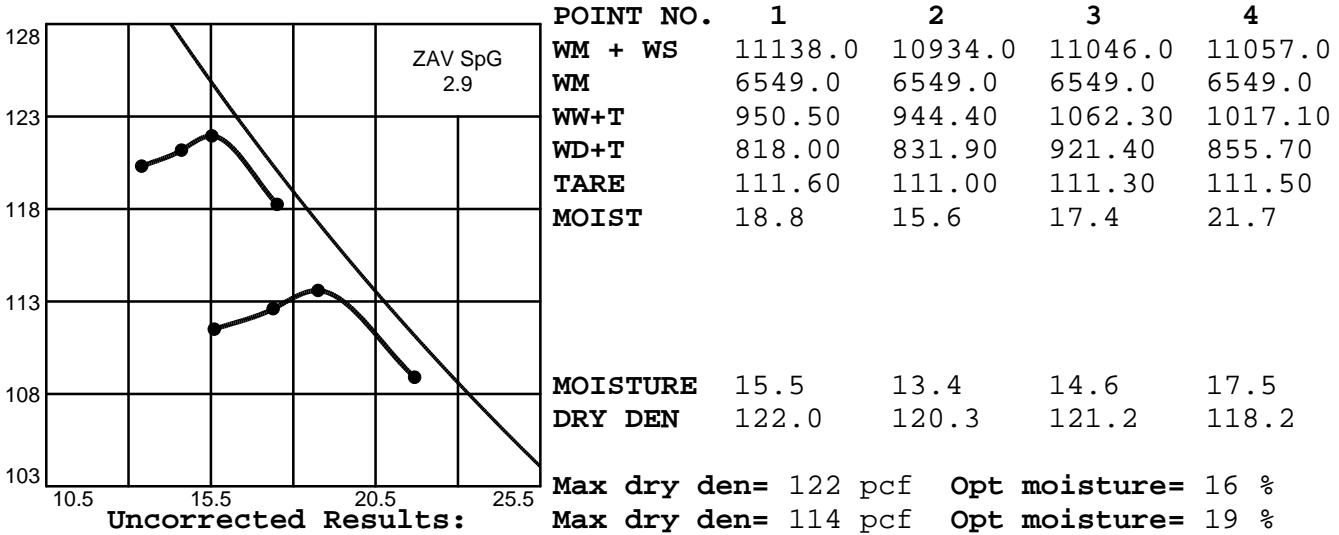 POINT NO. 1 2 3 4
WM + WS 11138.0 10934.0 11046.0 11057.0
WM 6549.0 6549.0 6549.0 6549.0
WW+T 950.50 944.40 1062.30 1017.10
WD+T 818.00 831.90 921.40 855.70
TARE 111.60 111.00 111.30 111.50
MOIST 18.8 15.6 17.4 21.7
MOISTURE 15.5 13.4 14.6 17.5
DRY DEN 122.0 120.3 121.2 118.2
Max dry den= 122 pcf Opt moisture= 16 %
Uncorrected Results: Max dry den= 114 pcf Opt moisture= 19 %
ZAV SpG
2.9
128
123
118
113
108
103
10.5 15.5 20.5 25.5